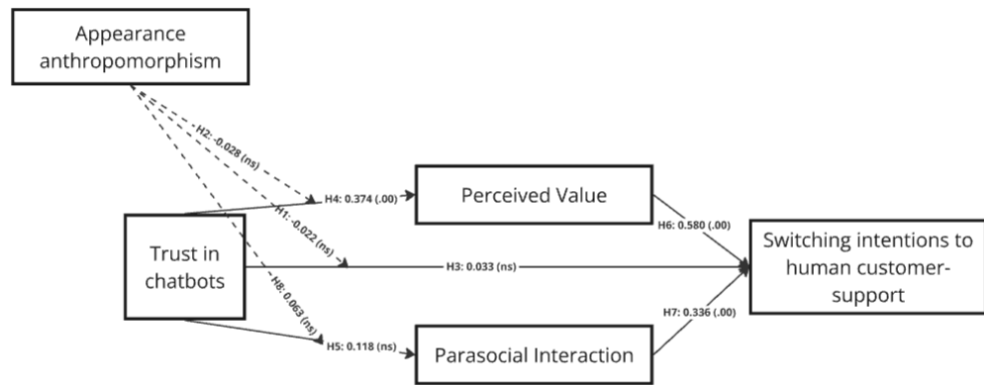 Appearance
anthropomorphism
H2: -0.028 (ns)
H4: 0.374 (.00)
Perceived Value
H1: -0.022 (ns)
H6: 0.580 (.00)
Trust in
chatbots
H3: 0.033 (ns)
Switching intentions to
human customer-
support
H8: 0.063 (ns)
H7: 0.336 (.00)
H5: 0.118 (ns)
Parasocial Interaction